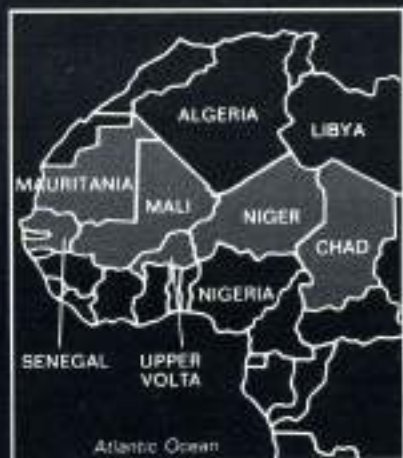 ALGERIA
LIBYA
MAURITANIA
MALI
NIGER
CHAD
NIGERIA
SENEGAL
UPPER
VOLTA
Atlantic Ocean